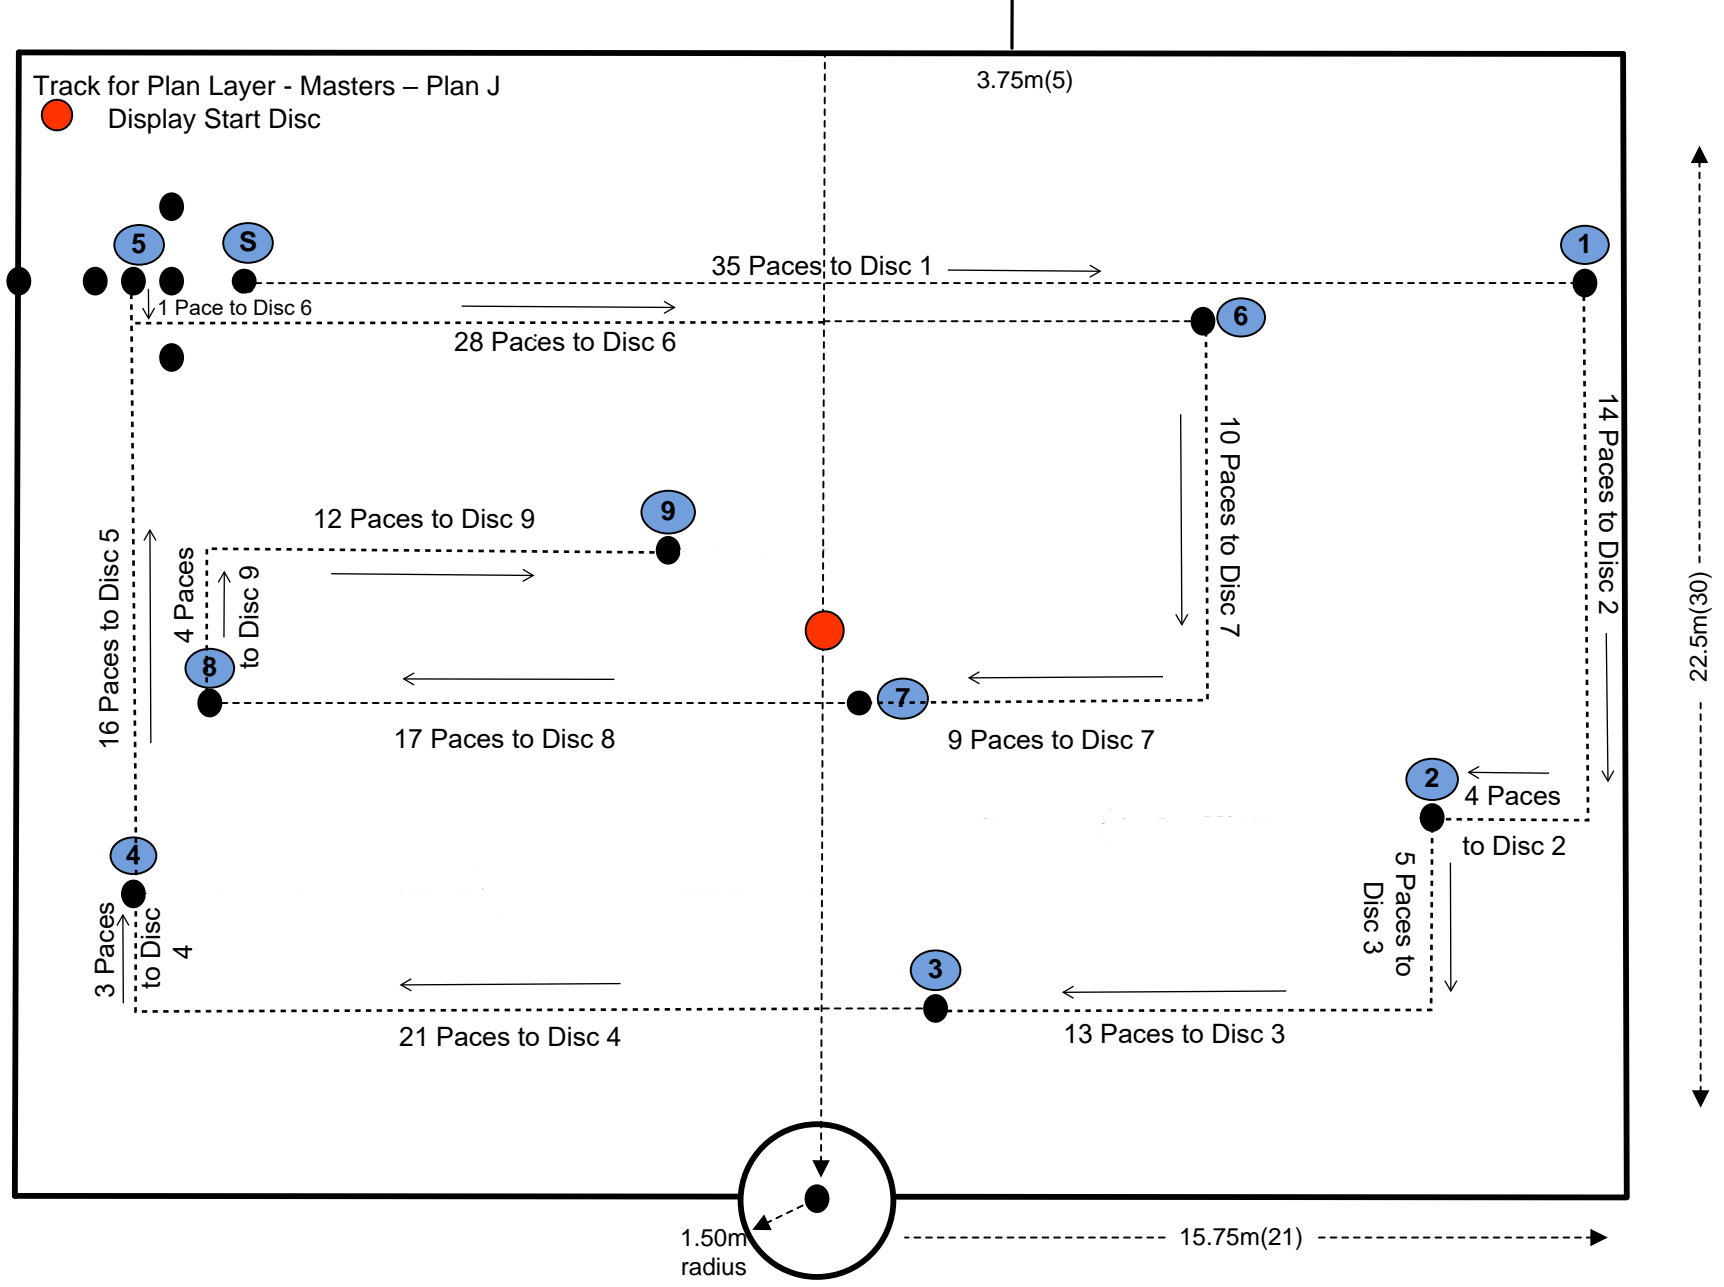 Track for Plan Layer - Masters – Plan J
Display Start Disc
3.75m(5)
5
S
1
35 Paces to Disc 1
1 Pace to Disc 6
6
28 Paces to Disc 6
14 Paces to Disc 2
10 Paces to Disc 7
9
12 Paces to Disc 9
16 Paces to Disc 5
4 Paces
to Disc 9
22.5m(30)
8
7
17 Paces to Disc 8
9 Paces to Disc 7
2
4 Paces
to Disc 2
5 Paces to
Disc 3
4
3 Paces
to Disc
4
3
21 Paces to Disc 4
13 Paces to Disc 3
1.50m
radius
15.75m(21)